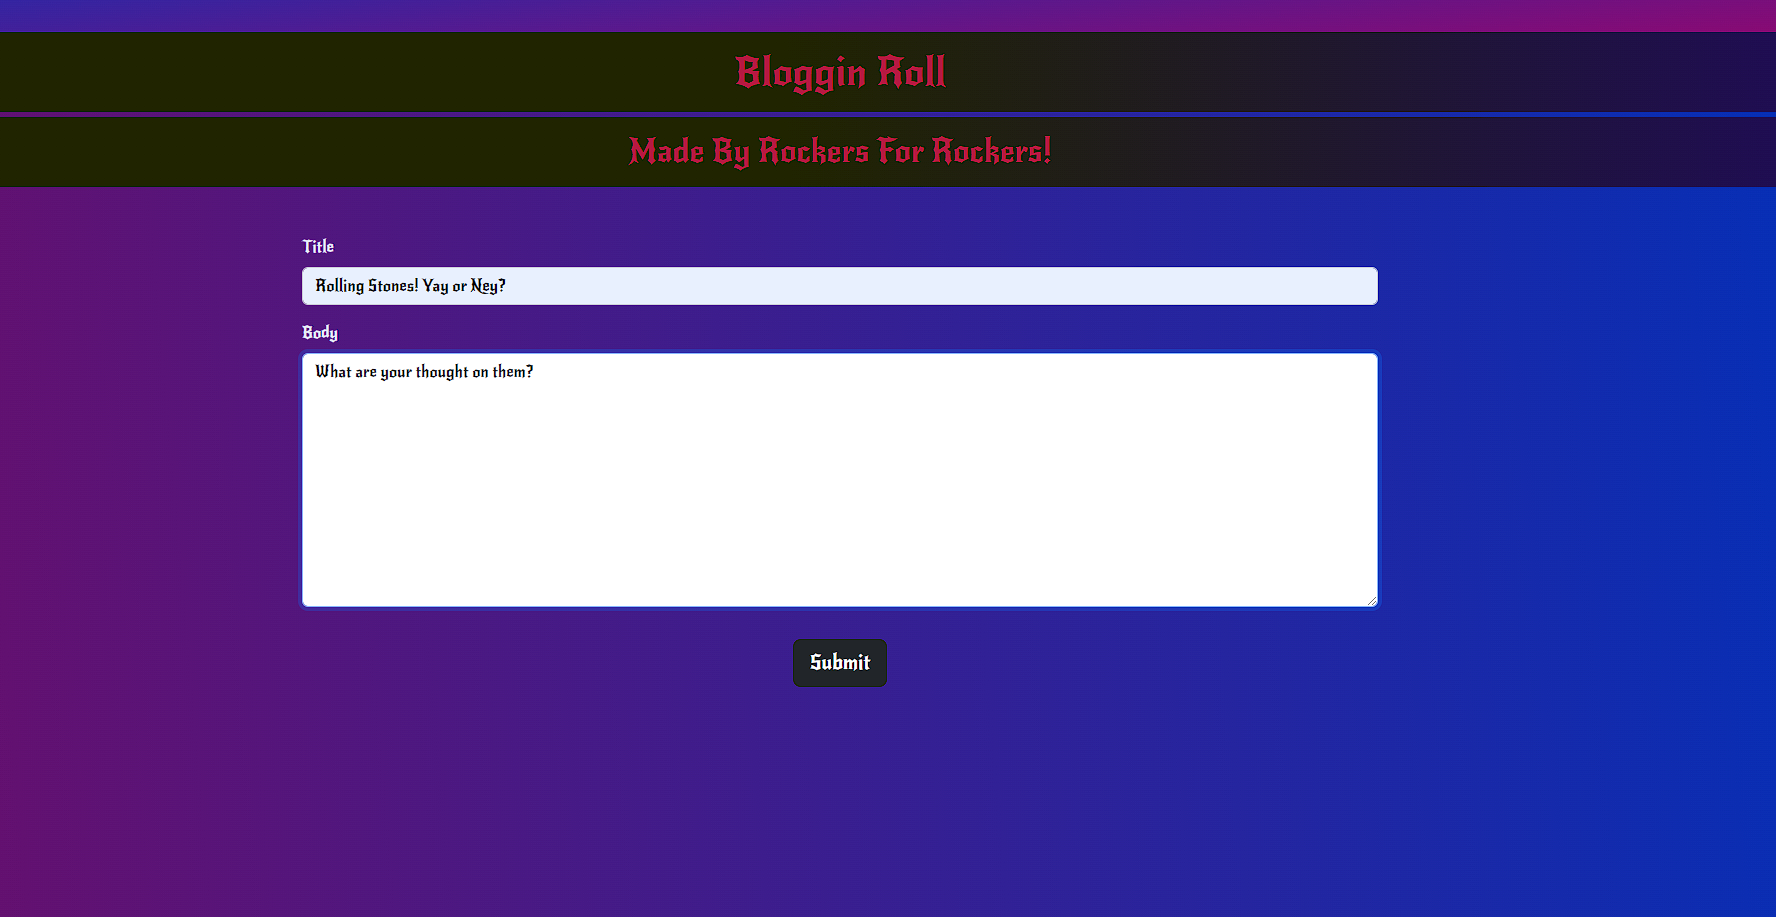 Bloggin Roll
Made By Rockers For Rockers!
Title
Rolling Stones! Yay or Ney?
Body
What are your thought on them?
Submit